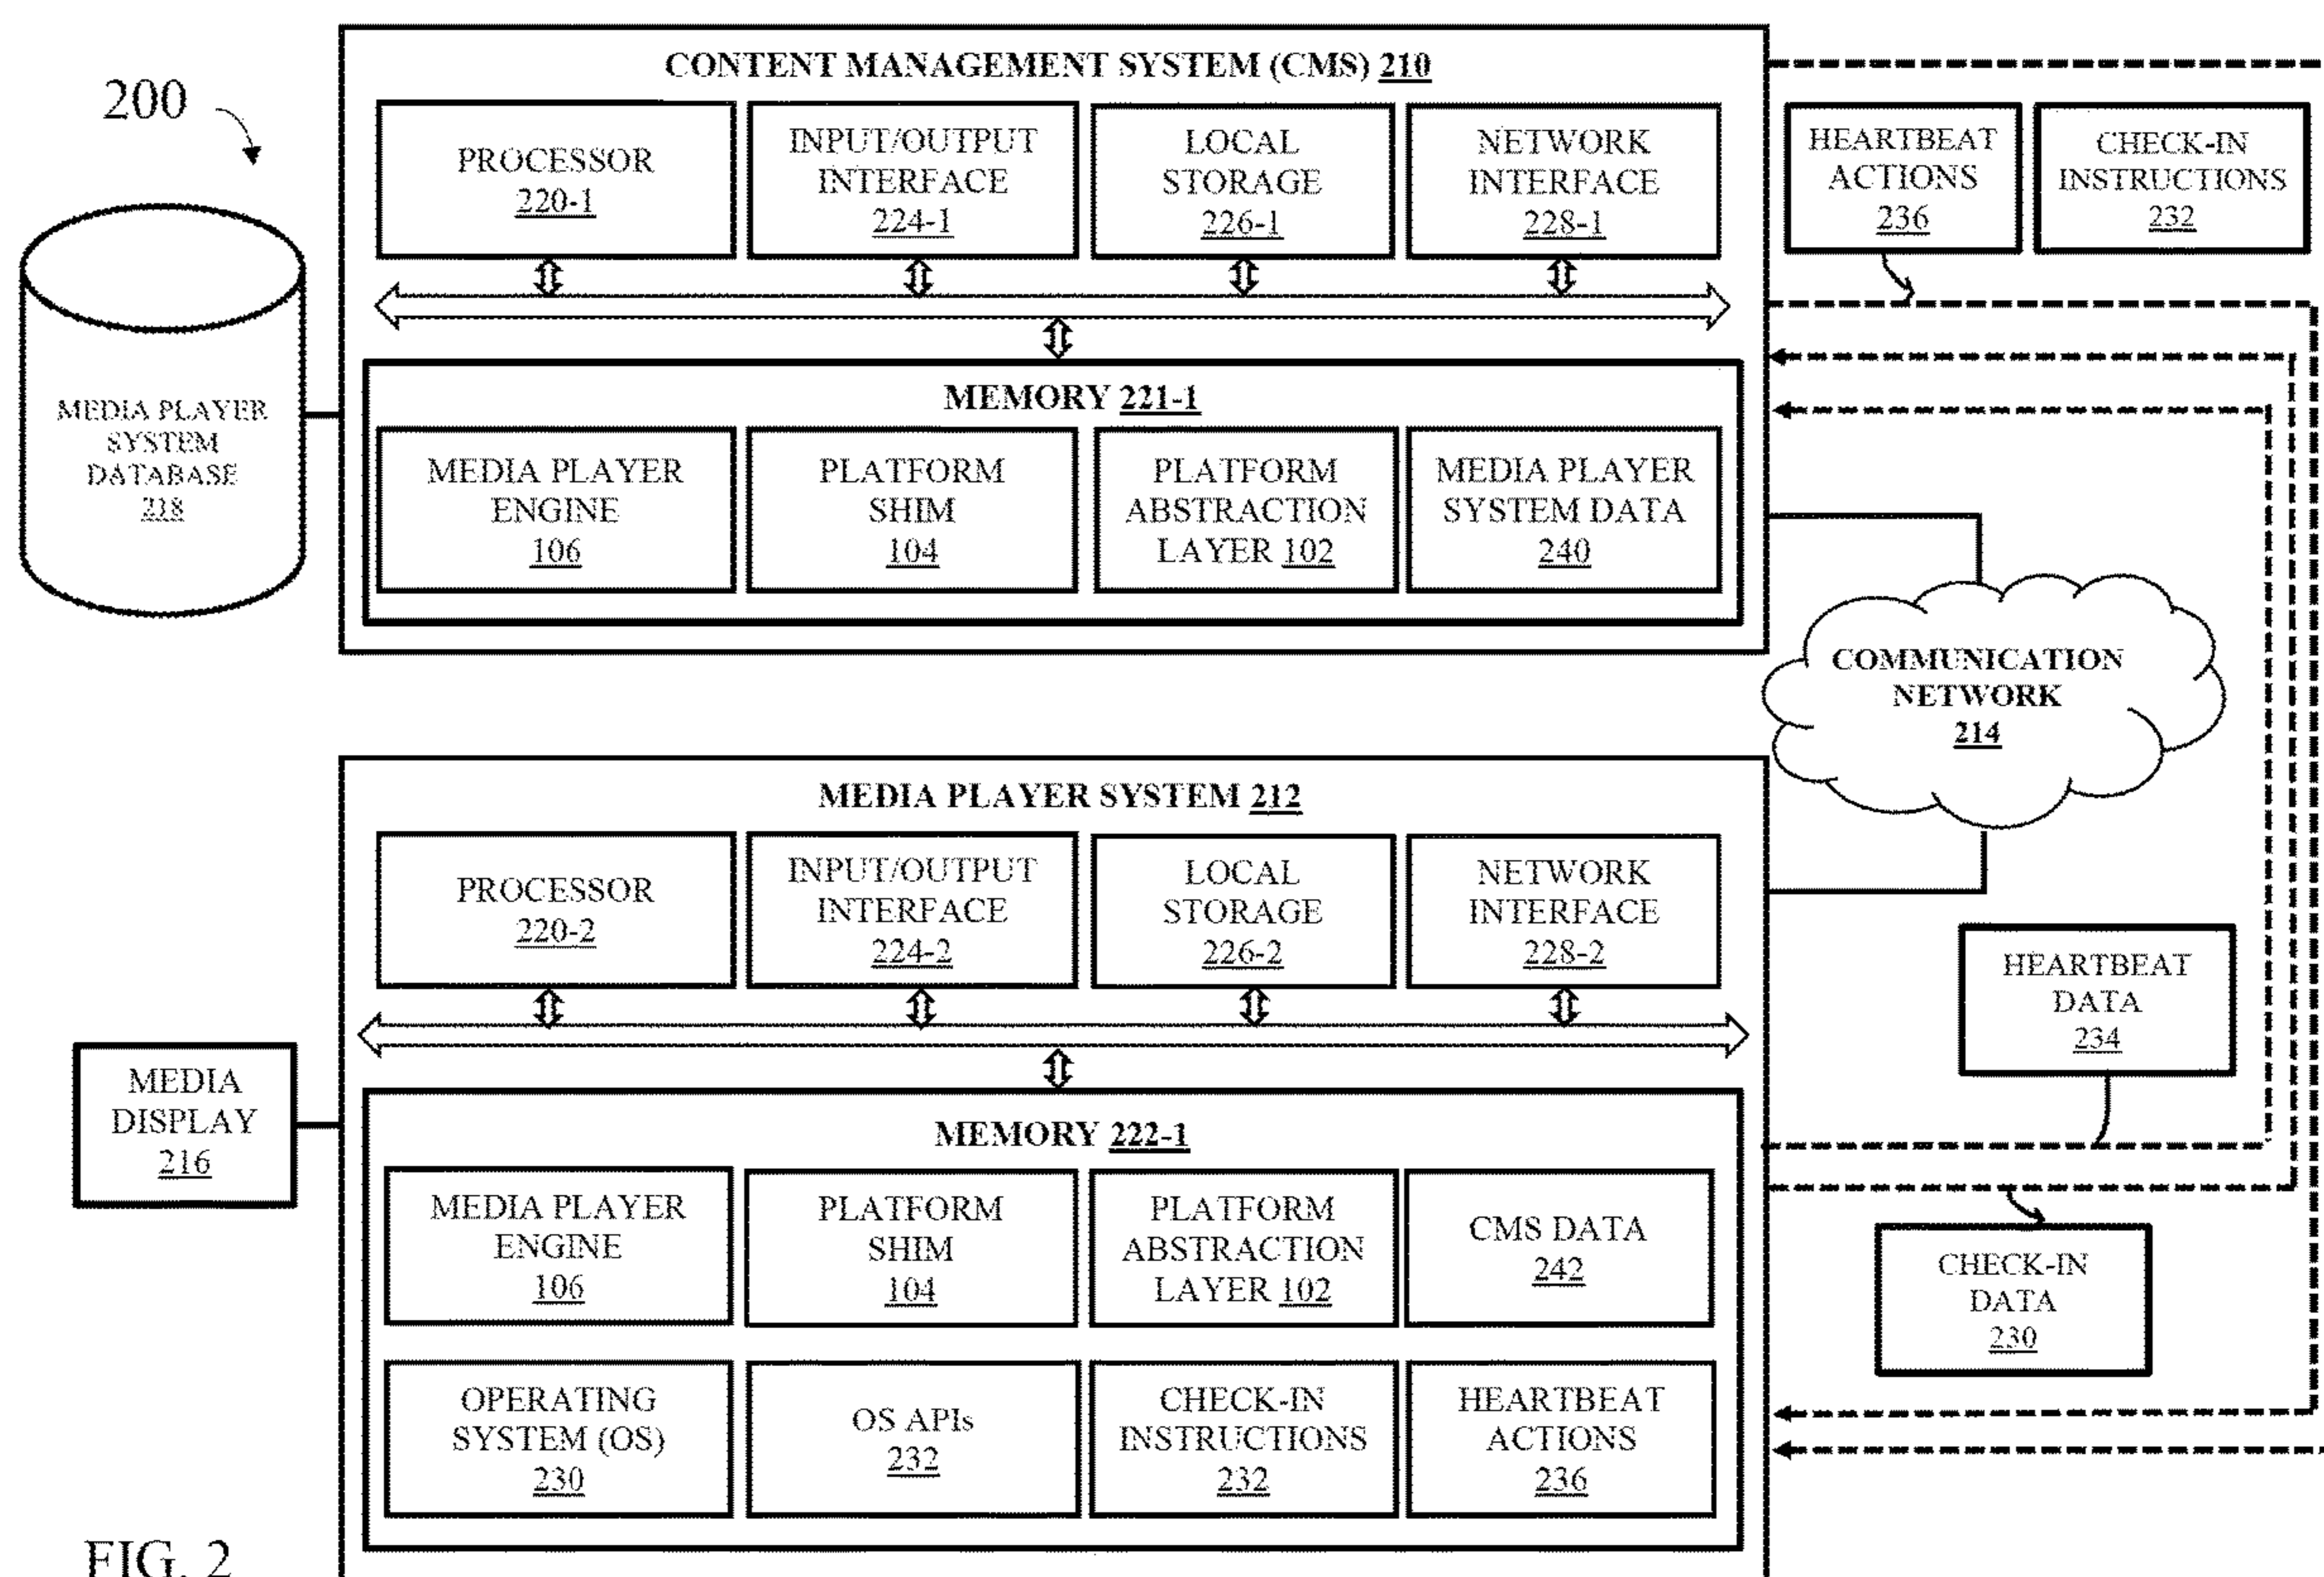 200
CONTENT MANAGEMENT SYSTEM (CMS) 210
PROCESSOR
220-1
INPUT/OUTPUT
INTERFACE
224-1
LOCAL
STORAGE
226-1
NETWORK
INTERFACE
228-1
HEARTBEAT
ACTIONS
236
CHECK-IN
INSTRUCTIONS
232
MEDIA PLAYER
SYSTEM
DATABASE
218
MEMORY 221-1
MEDIA PLAYER
ENGINE
106
PLATFORM
SHIM
104
PLATFORM
ABSTRACTION
LAYER 102
MEDIA PLAYER
SYSTEM DATA
240
COMMUNICATION
NETWORK
214
MEDIA PLAYER SYSTEM 212
PROCESSOR
220-2
INPUT/OUTPUT
INTERFACE
224-2
LOCAL
STORAGE
226-2
NETWORK
INTERFACE
228-2
HEARTBEAT
DATA
234
MEDIA
DISPLAY
216
MEMORY 222-1
MEDIA PLAYER
ENGINE
106
PLATFORM
SHIM
104
PLATFORM
ABSTRACTION
LAYER 102
CMS DATA
242
CHECK-IN
DATA
230
OPERATING
SYSTEM (OS)
230
OS APIs
232
CHECK-IN
INSTRUCTIONS
232
HEARTBEAT
ACTIONS
236
FIG. 2